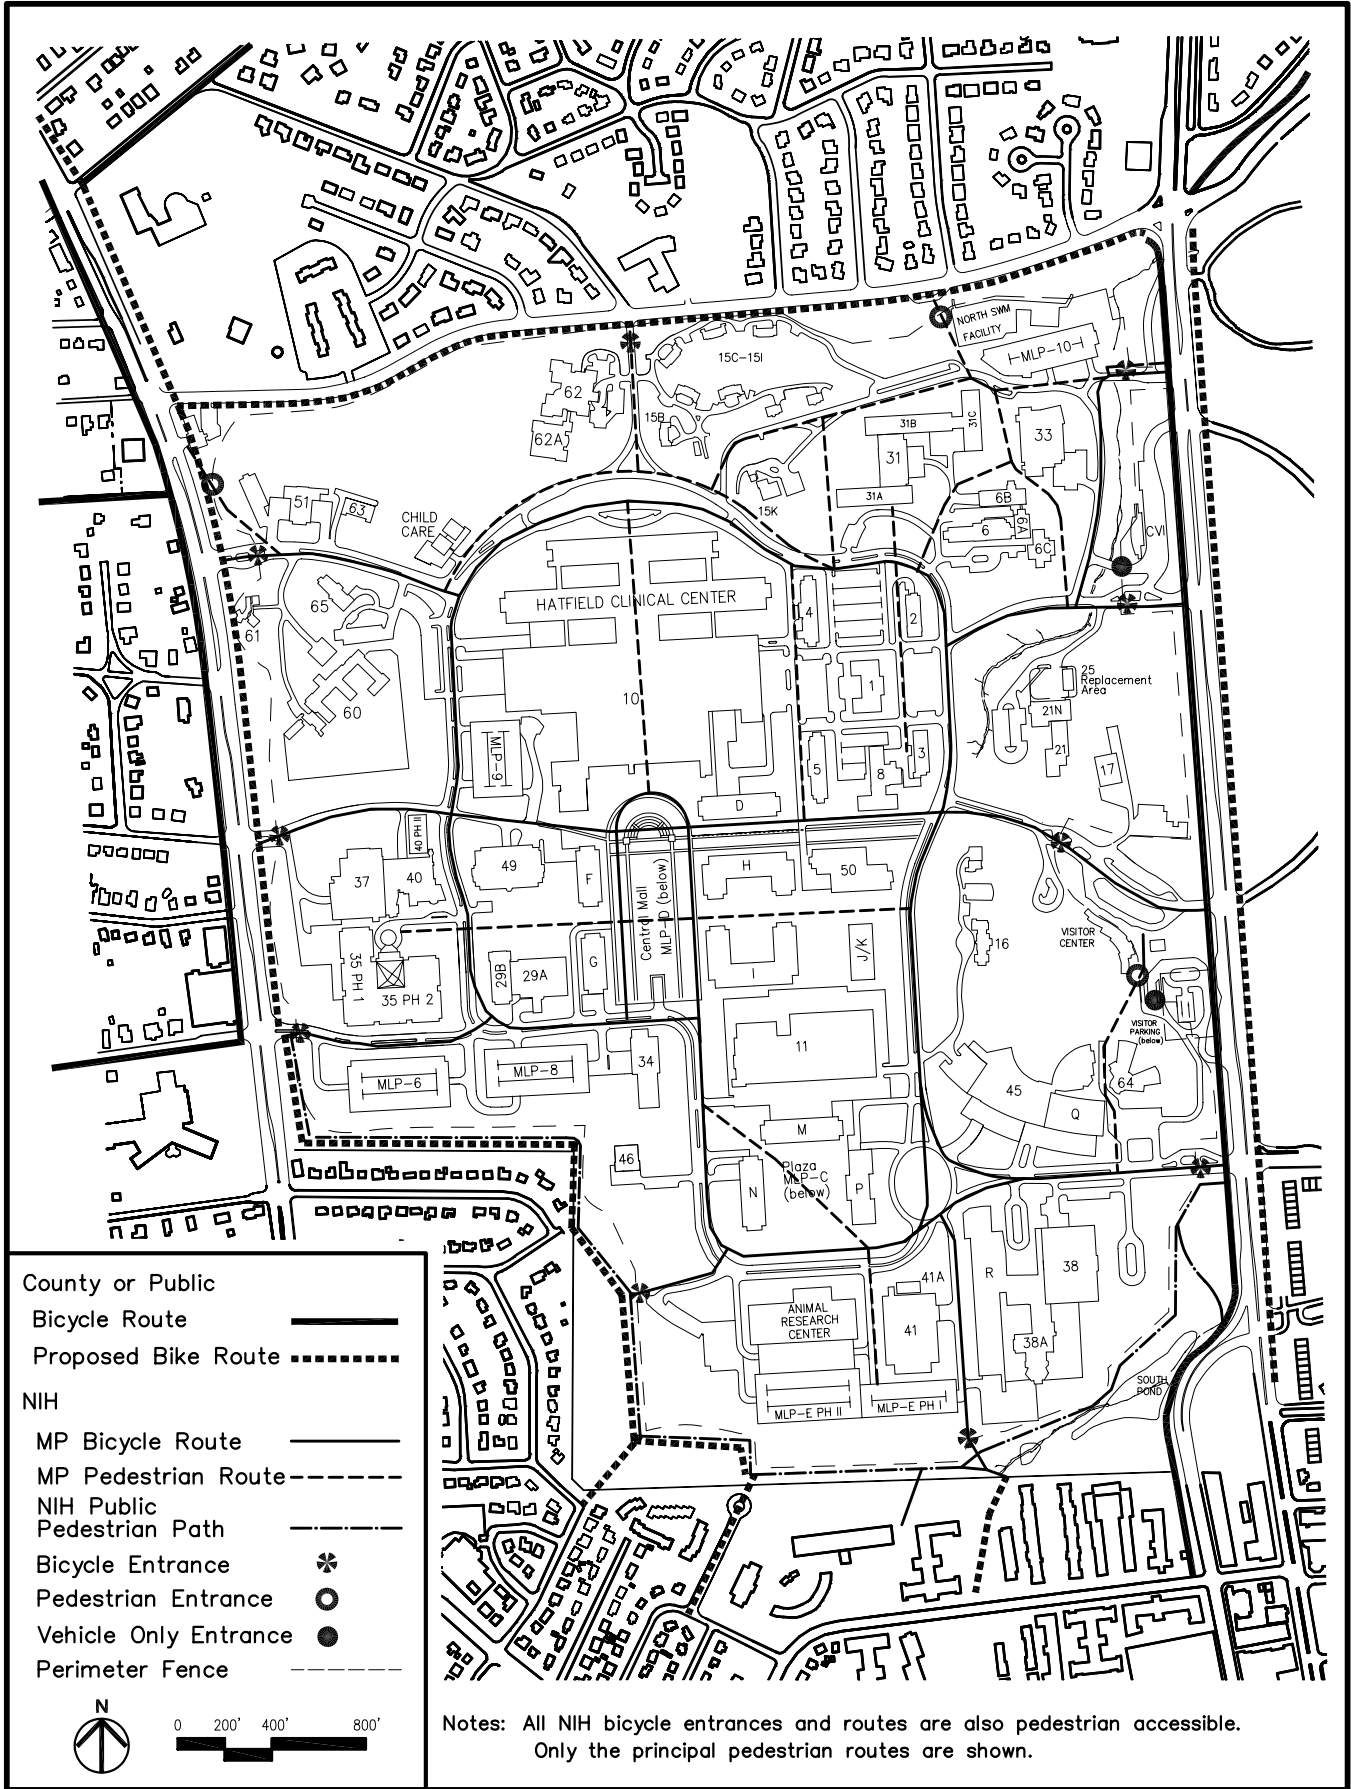 NORTH SWM
FACILITY
15C-15I
MLP-10
62
15B
31B
31C
62A
33
31
51
31A
6B
63
CHILD
CARE
15K
6
6A
CVI
6C
HATFIELD CLINICAL CENTER
65
4
2
61
25
Replacement
Area
1
10
60
21N
MLP-9
21
3
5
17
8
D
40 PH II
49
H
50
37
40
F
Central Mall
MLP-D (below)
VISITOR
CENTER
16
J/K
35 PH 1
29B
29A
G
I
35 PH 2
VISITOR
PARKING
(below)
11
34
MLP-8
MLP-6
64
45
Q
M
46
Plaza
MLP-C
(below)
N
P
R
38
41A
ANIMAL
RESEARCH
CENTER
41
38A
SOUTH
POND
MLP-E PH II
MLP-E PH I
County or Public
Bicycle Route
Proposed Bike Route
NIH
MP Bicycle Route
MP Pedestrian Route
NIH Public
Pedestrian Path
Bicycle Entrance
Pedestrian Entrance
Vehicle Only Entrance
Perimeter Fence
N
0 200' 400' 800'
Notes: All NIH bicycle entrances and routes are also pedestrian accessible.
Only the principal pedestrian routes are shown.